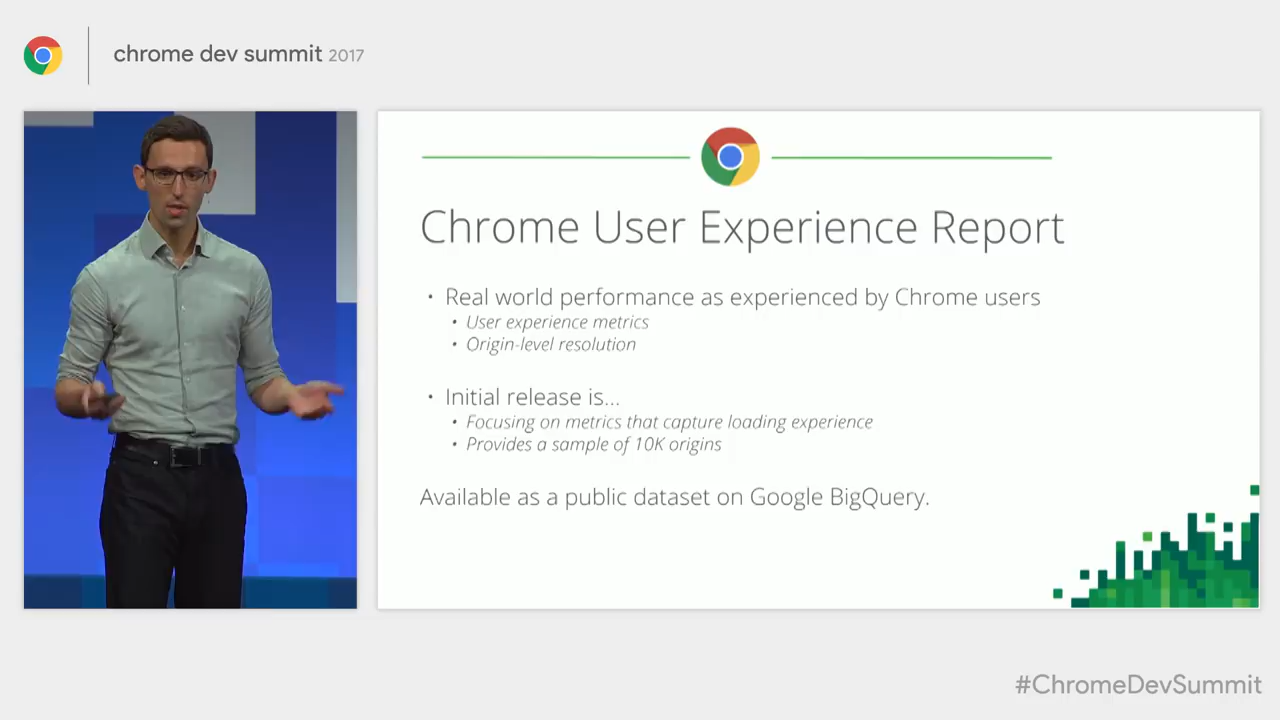 chrome dev summit 2017
Chrome User Experience Report
• Real world performance as experienced by Chrome users
• User experience metrics
• Origin-level resolution
• Initial release is...
• Focusing on metrics that capture loading experience
• Provides a sample of 10K origins
Available as a public dataset on Google BigQuery.
#ChromeDevSummit